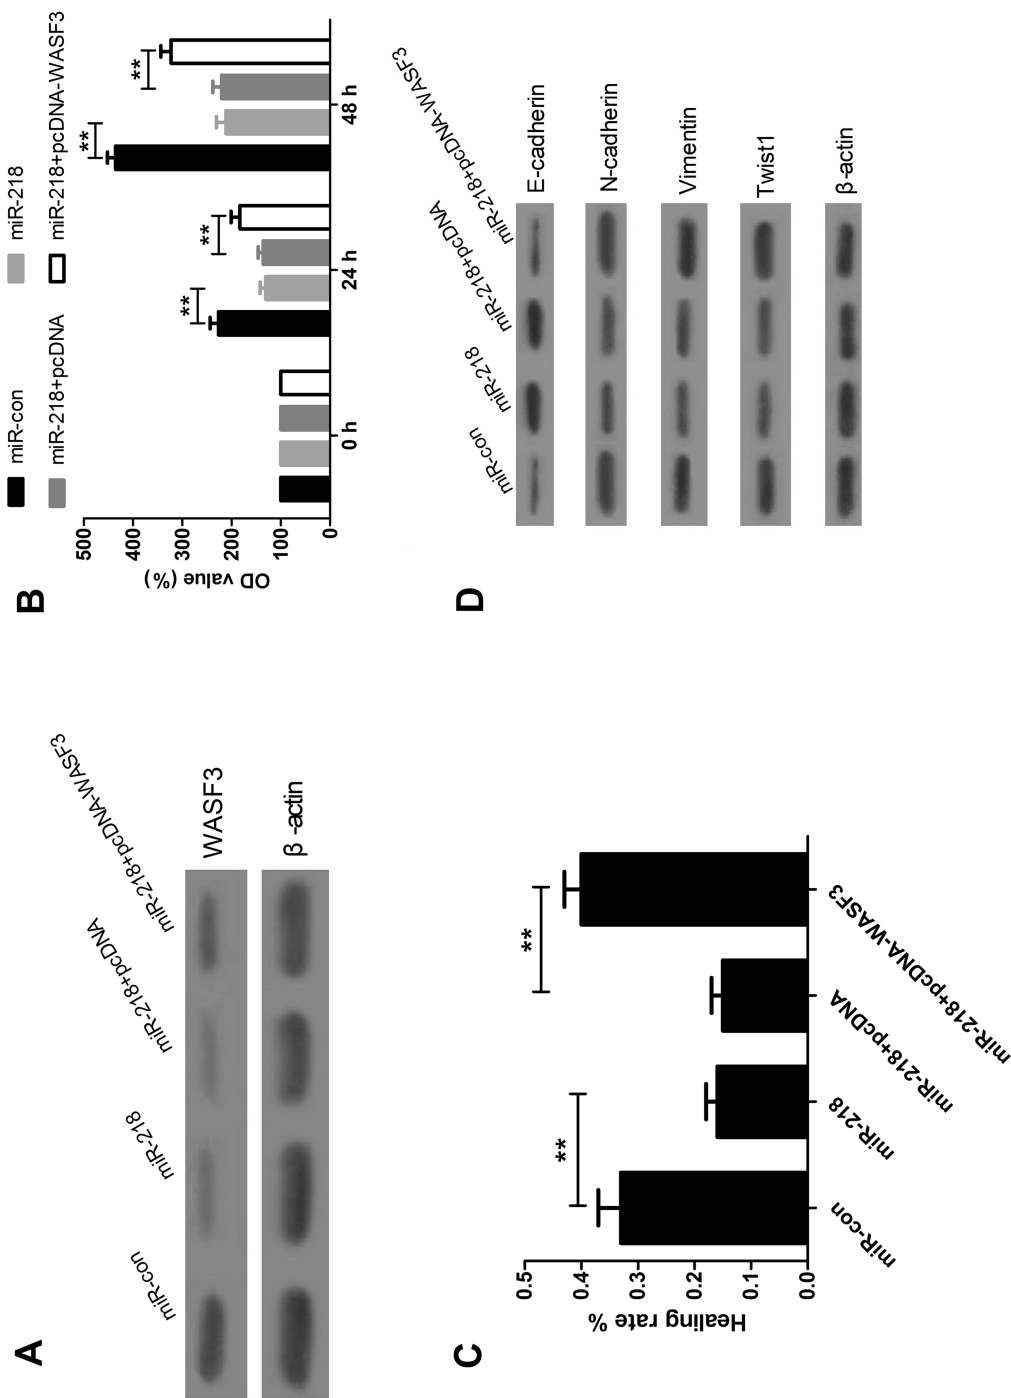 A
miR-con
miR-218
miR-218+pcDNA
miR-218+pcDNA-WASF3
WASF3
β -actin
B
miR-con
miR-218
miR-218+pcDNA
miR-218+pcDNA-WASF3
OD value (%)
500
400
300
200
100
0
**
**
**
**
0 h
24 h
48 h
C
Healing rate %
0.5
0.4
0.3
0.2
0.1
0.0
**
**
miR-con
miR-218
miR-218+pcDNA
miR-218+pcDNA-WASF3
D
miR-con
miR-218
miR-218+pcDNA
miR-218+pcDNA-WASF3
E-cadherin
N-cadherin
Vimentin
Twist1
β-actin